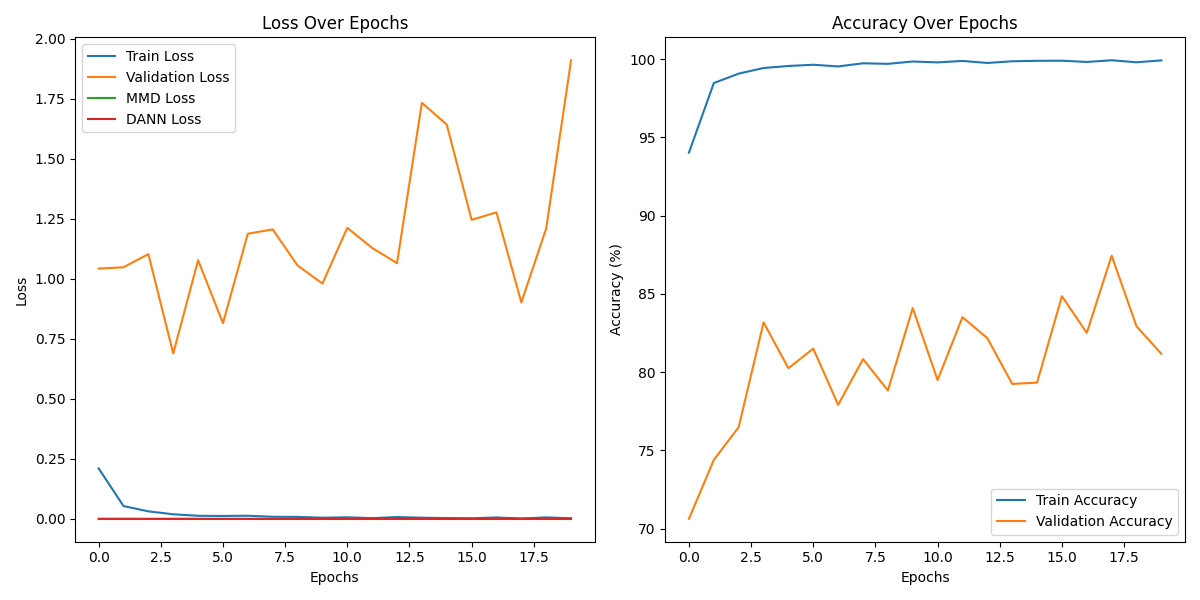 Loss Over Epochs
2.00
1.75
1.50
1.25
1.00
0.75
0.50
0.25
0.00
Loss
Train Loss
Validation Loss
MMD Loss
DANN Loss
0.0 2.5 5.0 7.5 10.0 12.5 15.0 17.5
Epochs
Accuracy Over Epochs
100
95
90
85
80
75
70
Accuracy (%)
Train Accuracy
Validation Accuracy
0.0 2.5 5.0 7.5 10.0 12.5 15.0 17.5
Epochs